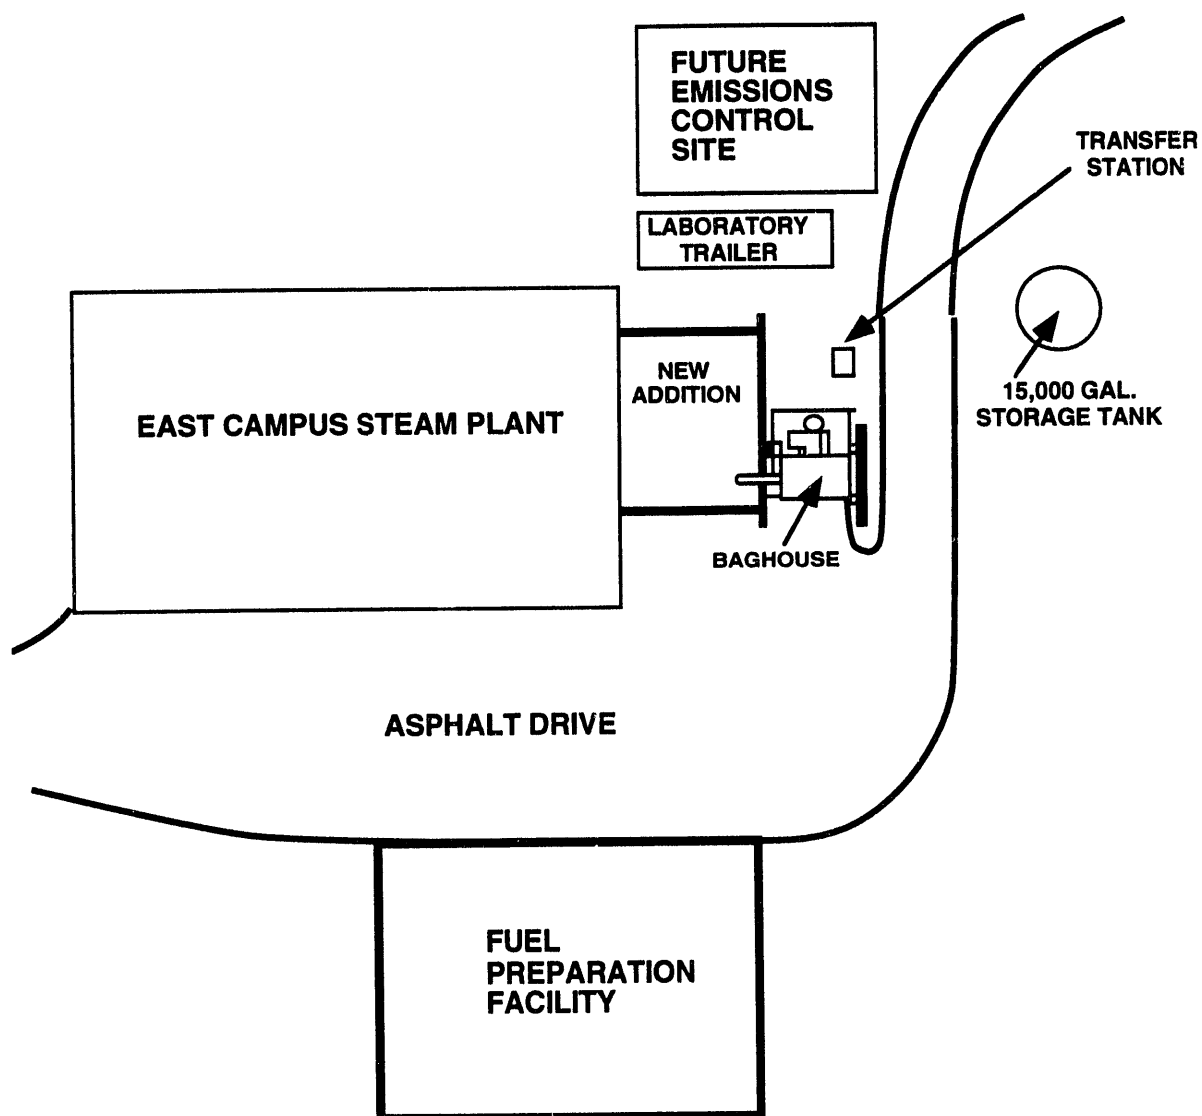 FUTURE
EMISSIONS
CONTROL
SITE
TRANSFER
STATION
LABORATORY
TRAILER
NEW
ADDITION
15,000 GAL.
STORAGE TANK
EAST CAMPUS STEAM PLANT
BAGHOUSE
ASPHALT DRIVE
FUEL
PREPARATION
FACILITY